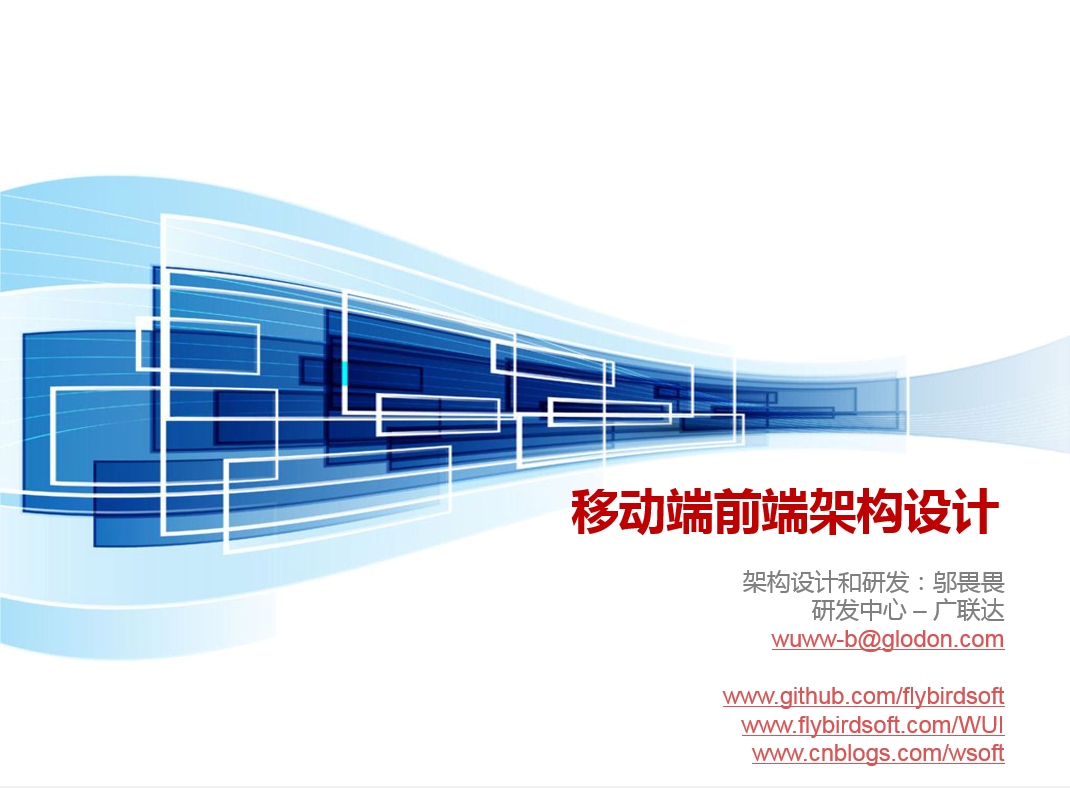 移动端前端架构设计
架构设计和研发：邬畏畏
研发中心 – 广联达
wuww-b@glodon.com
www.github.com/flybirdsoft
www.flybirdsoft.com/WUI
www.cnblogs.com/wsoft